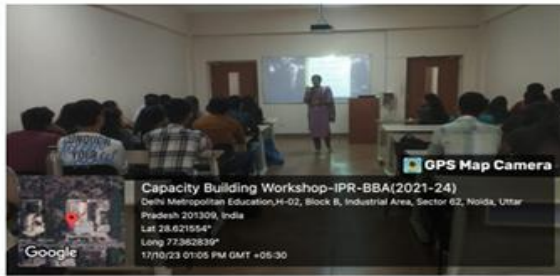 GPS Map Camera
Capacity Building Workshop-IPR-BBA(2021-24)
Delhi Metropolitan Education,H-02, Block B, Industrial Area, Sector 62, Noida, Uttar
Pradesh 201309, India
Lat 28.621554°
Long 77.362839°
17/10/23 01:05 PM GMT +05:30
Google